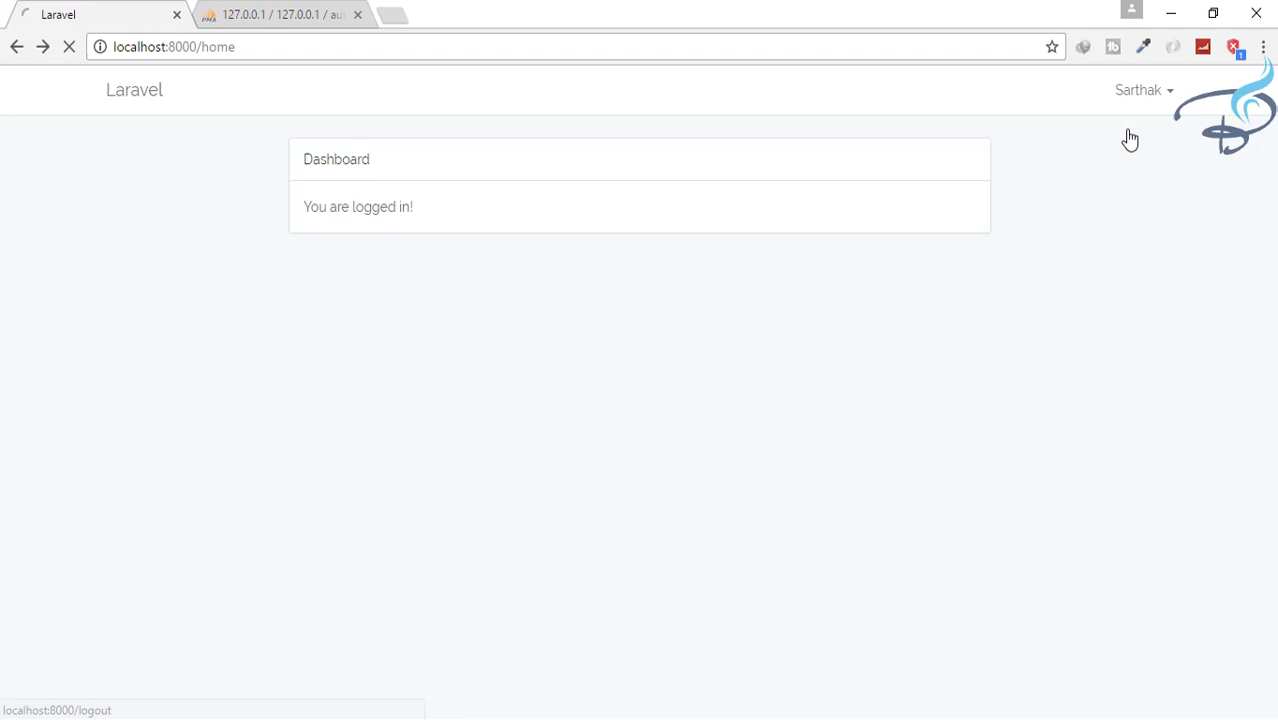 Laravel
127.0.0.1 / 127.0.0.1 / au
localhost:8000/home
1
Laravel
Sarthak
Dashboard
You are logged in!
localhost:8000/logout